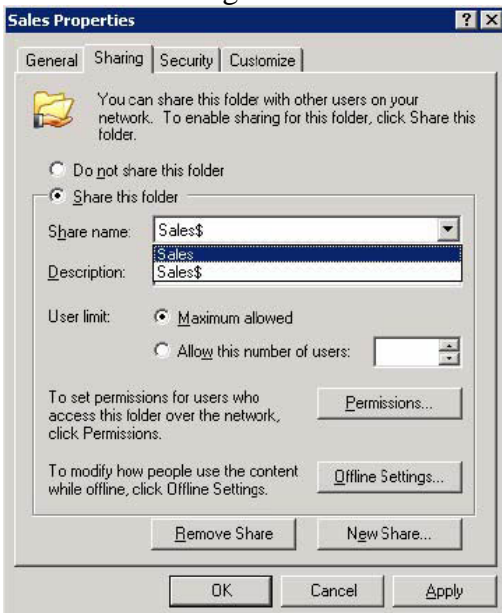 Sales Properties
General Sharing Security Customize
You can share this folder with other users on your
network. To enable sharing for this folder, click Share this
folder.
Do not share this folder
Share this folder
Share name: Sales$
Sales
Description: Sales$
User limit: Maximum allowed
Allow this number of users:
To set permissions for users who
access this folder over the network,
click Permissions.
Permissions...
To modify how people use the content
while offline, click Offline Settings.
Offline Settings...
Remove Share New Share...
OK Cancel Apply